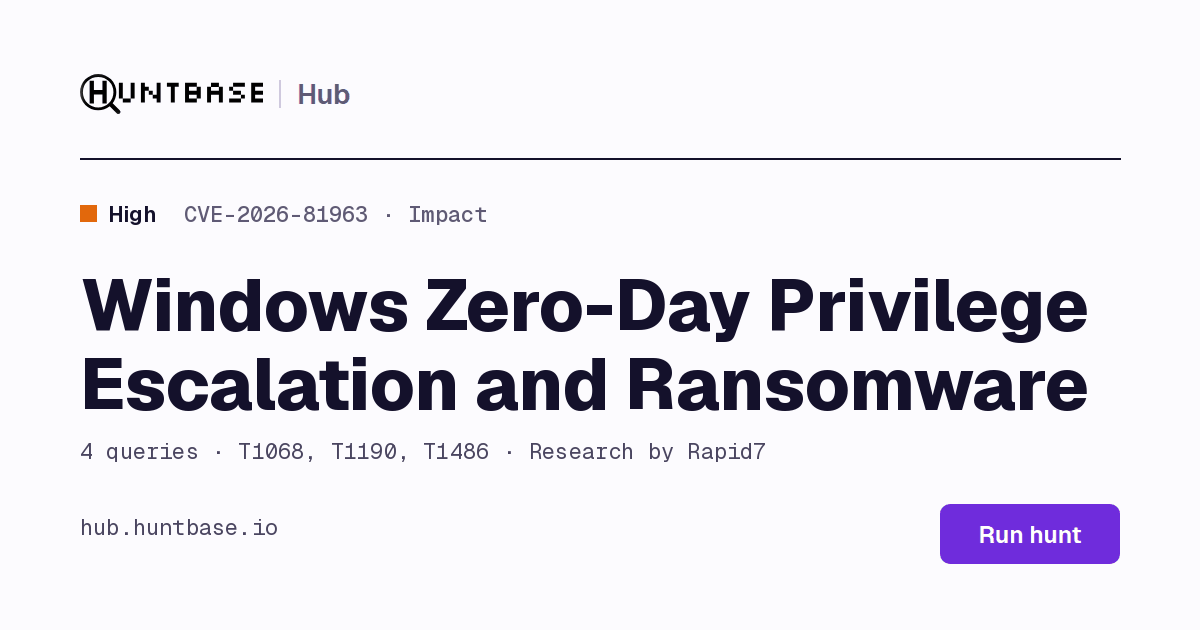 HUNTBASE | Hub
High CVE-2026-81963 · Impact
Windows Zero-Day Privilege
Escalation and Ransomware
4 queries · T1068, T1190, T1486 · Research by Rapid7
hub.huntbase.io
Run hunt